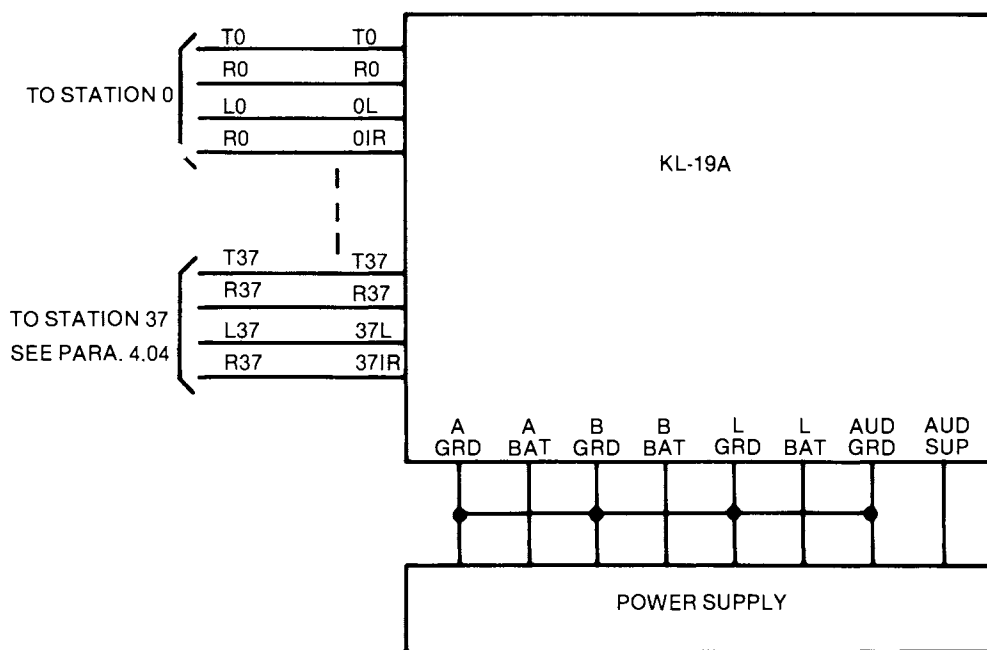 T0 T0
R0 R0
TO STATION 0
L0 0L
R0 0IR
KL-19A
T37 T37
R37 R37
TO STATION 37
L37 37L
SEE PARA. 4.04
R37 37IR
A A B B L L AUD AUD
GRD BAT GRD BAT GRD BAT GRD SUP
POWER SUPPLY